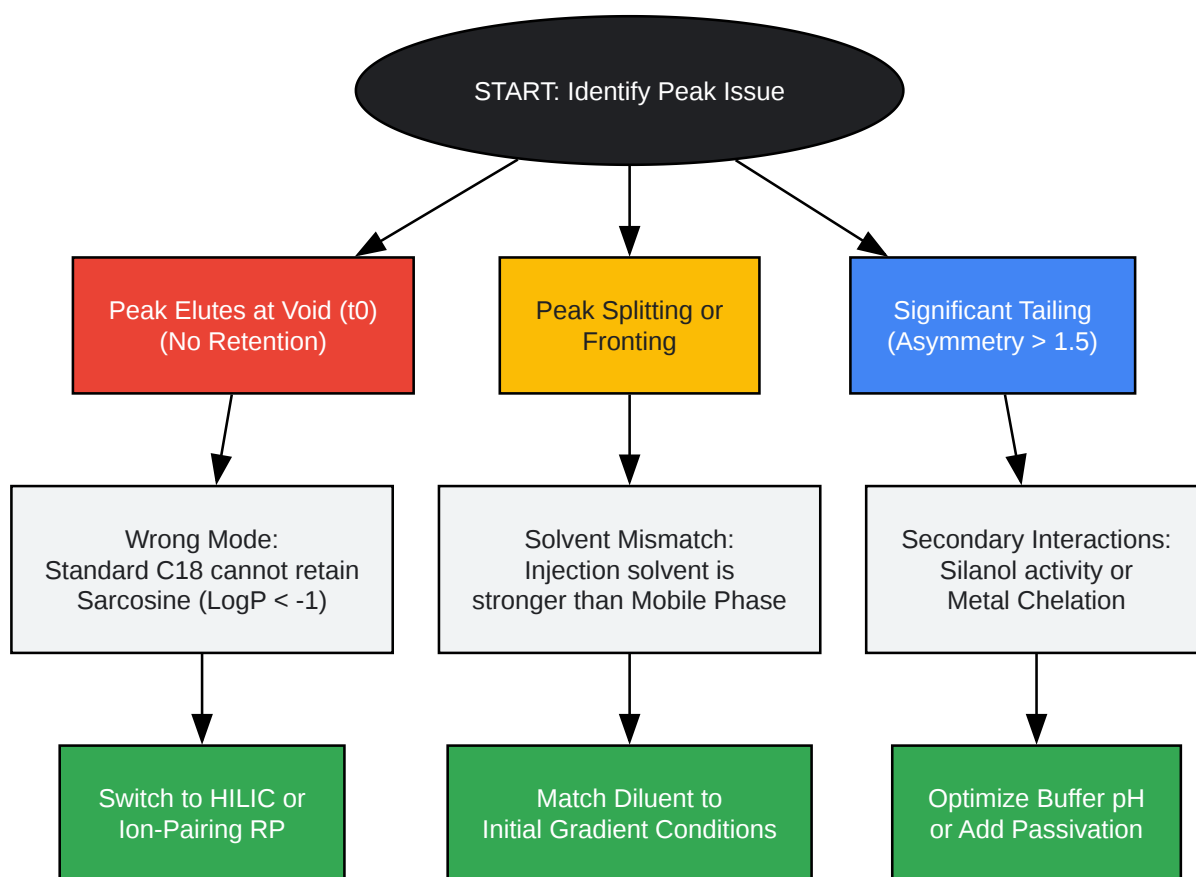 START: Identify Peak Issue
Peak Elutes at Void (t0)
(No Retention)
Peak Splitting or
Fronting
Significant Tailing
(Asymmetry > 1.5)
Wrong Mode:
Standard C18 cannot retain
Sarcosine (LogP < -1)
Solvent Mismatch:
Injection solvent is
stronger than Mobile Phase
Secondary Interactions:
Silanol activity or
Metal Chelation
Switch to HILIC or
Ion-Pairing RP
Match Diluent to
Initial Gradient Conditions
Optimize Buffer pH
or Add Passivation